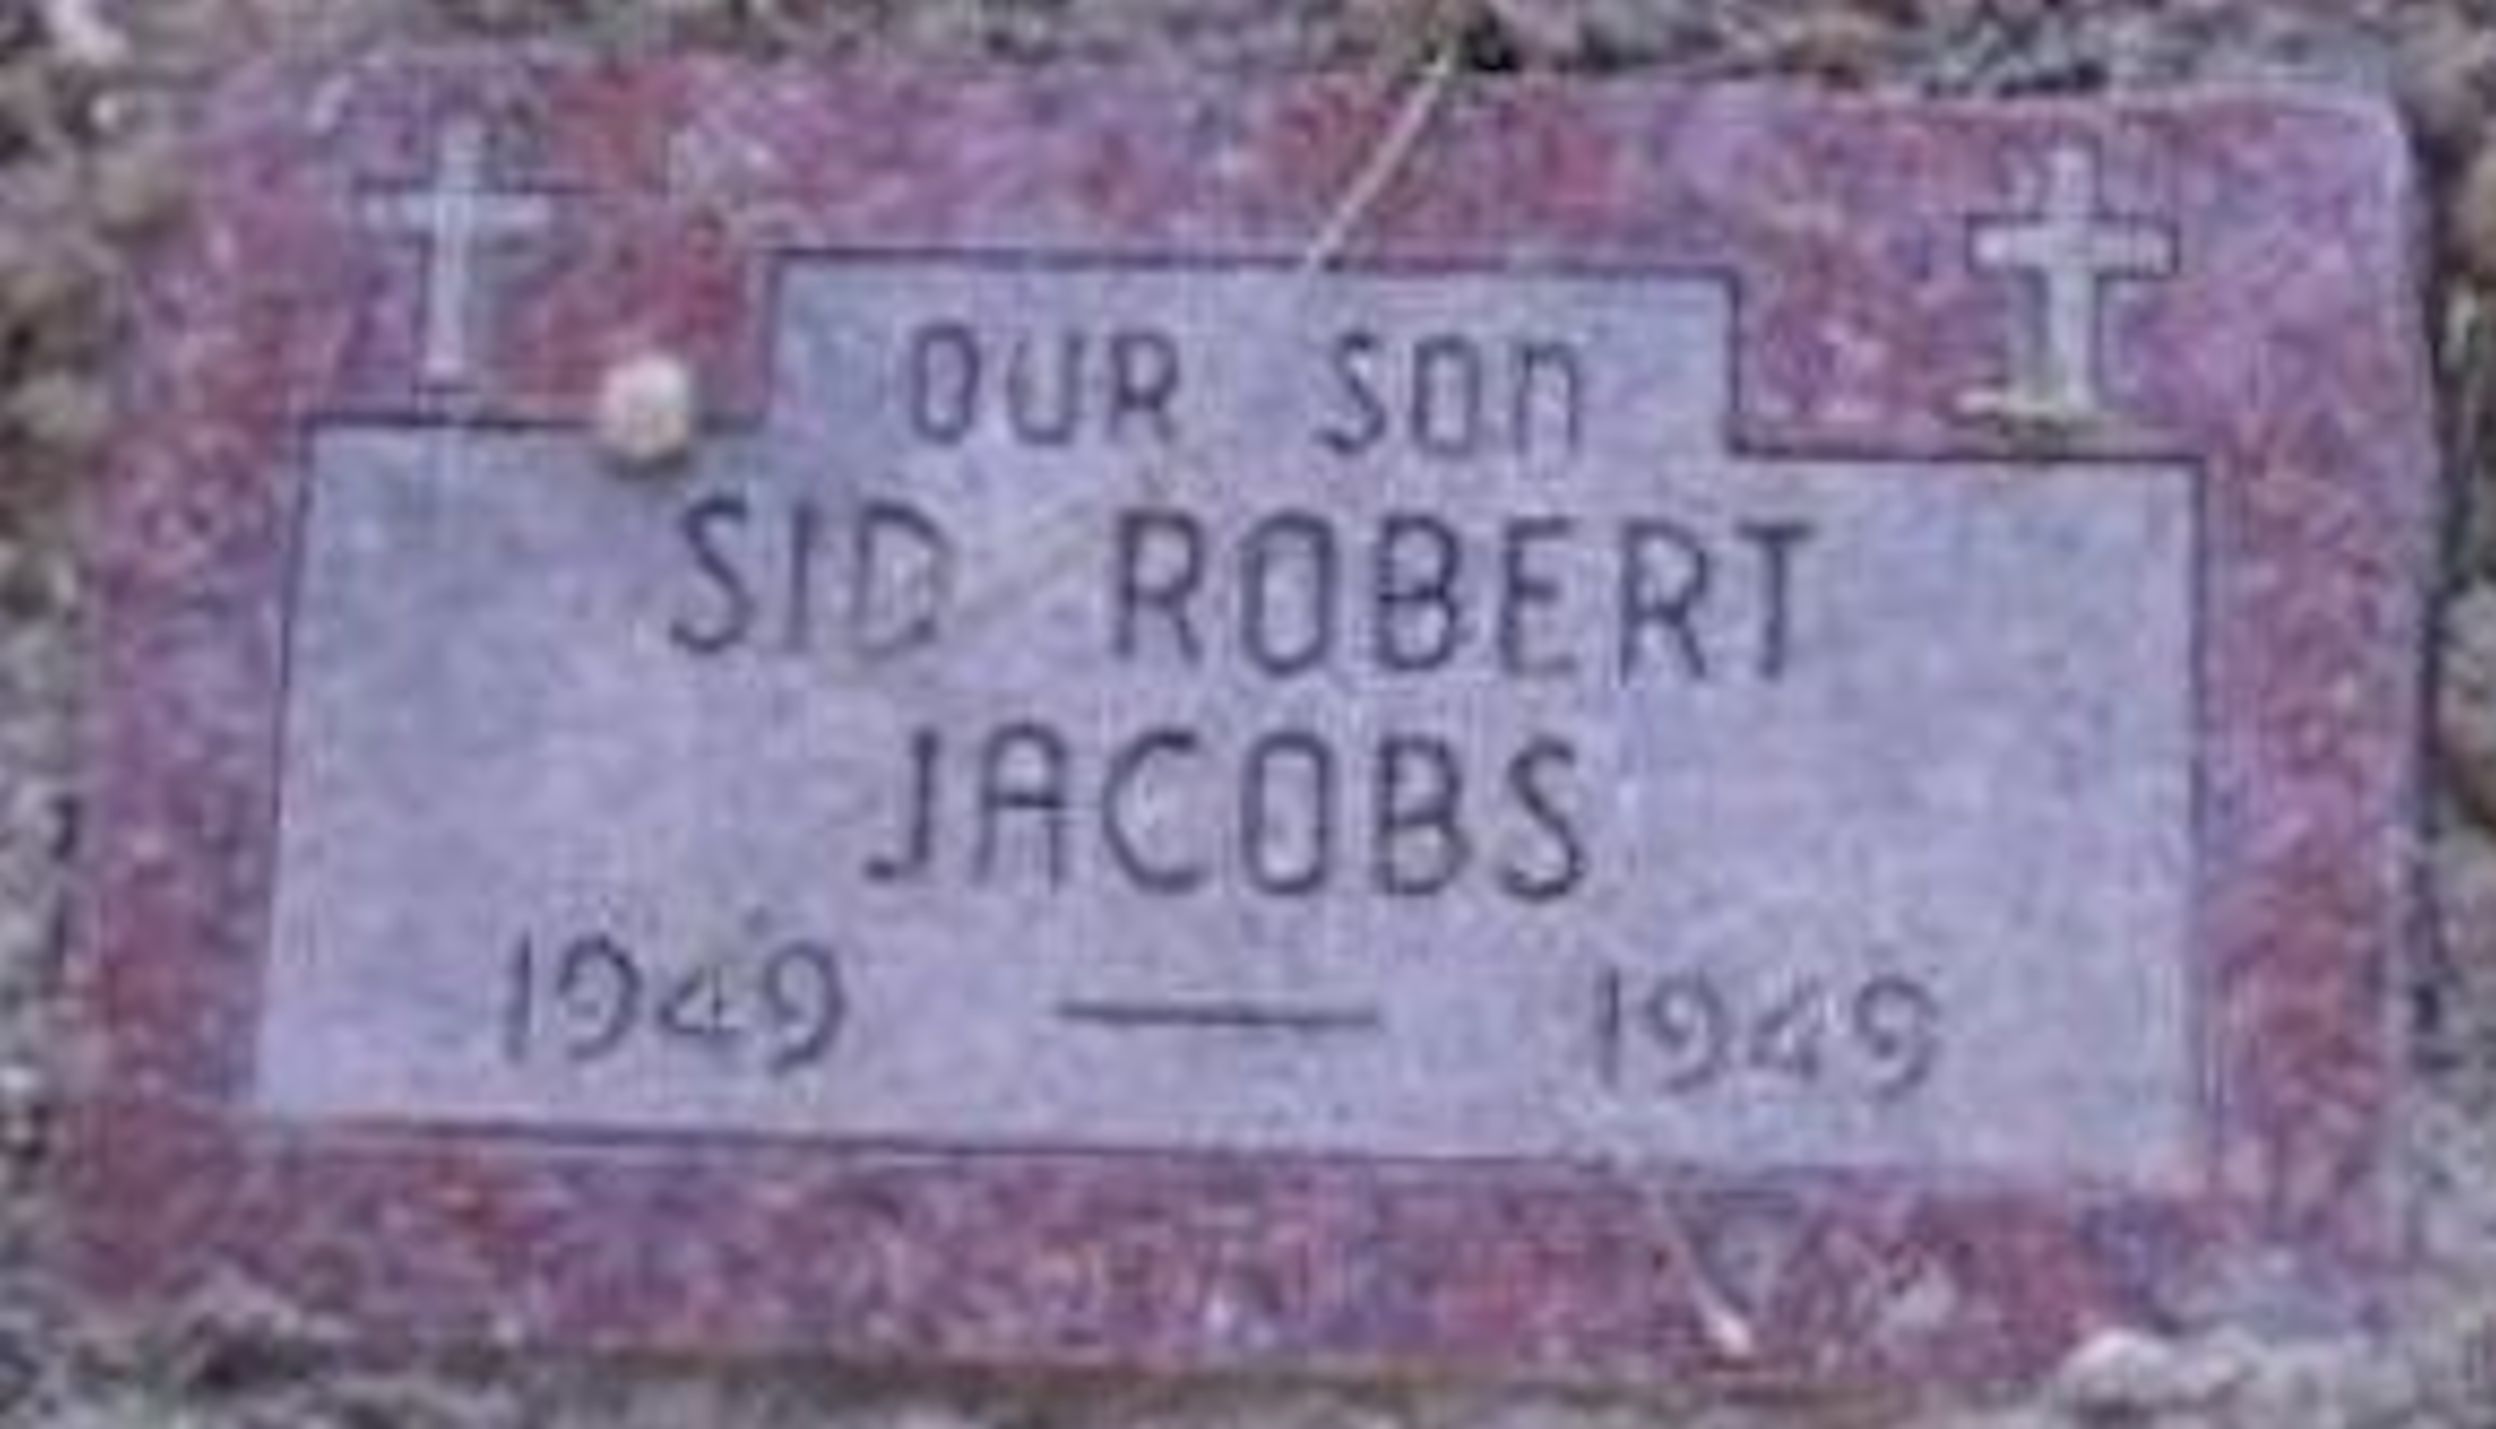 OUR SON
SID ROBERT
JACOBS
1949 — 1949